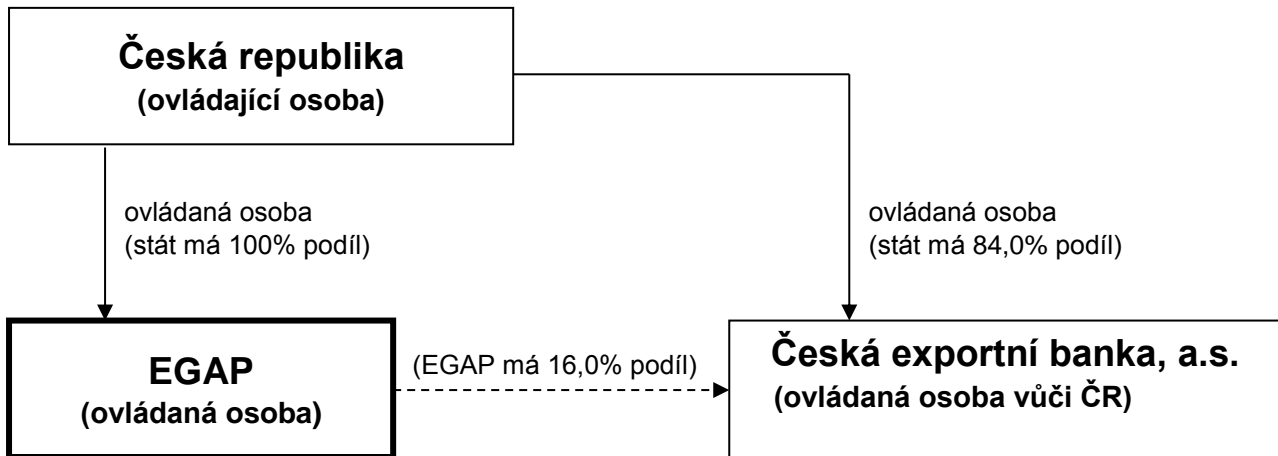 Česká republika
(ovládající osoba)
ovládaná osoba
(stát má 100% podíl)
ovládaná osoba
(stát má 84,0% podíl)
EGAP
(ovládaná osoba)
(EGAP má 16,0% podíl)
Česká exportní banka, a.s.
(ovládaná osoba vůči ČR)